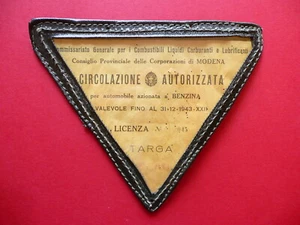 Commissariato Generale per i Combustibili Liquidi Carburanti e Lubrificanti
Consiglio Provinciale delle Corporazioni di MODENA
CIRCOLAZIONE AUTORIZZATA
per automobile azionata a BENZINA
VALEVOLE FINO AL 31-12-1943-XXII
LICENZA N.
TARGA